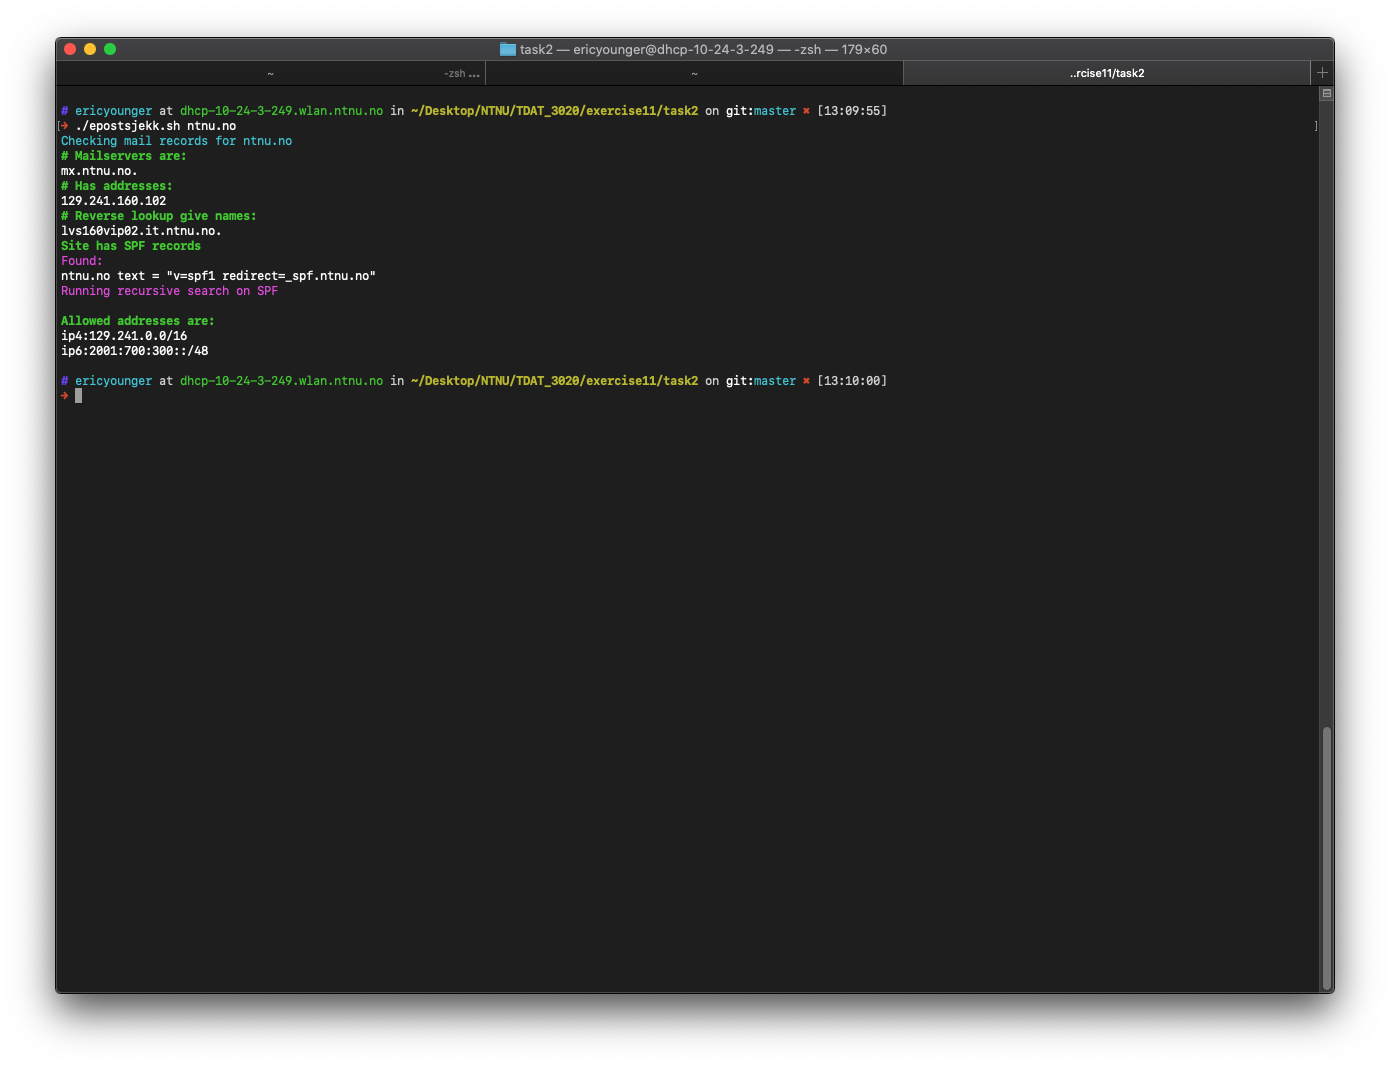 task2 — ericyounger@dhcp-10-24-3-249 — -zsh — 179×60
~ -zsh ... ~ ..rcise11/task2 +
# ericyounger at dhcp-10-24-3-249.wlan.ntnu.no in ~/Desktop/NTNU/TDAT_3020/exercise11/task2 on git:master ✖ [13:09:55]
[➜ ./epostsjekk.sh ntnu.no ]
Checking mail records for ntnu.no
# Mailservers are:
mx.ntnu.no.
# Has addresses:
129.241.160.102
# Reverse lookup give names:
lvs160vip02.it.ntnu.no.
Site has SPF records
Found:
ntnu.no text = "v=spf1 redirect=_spf.ntnu.no"
Running recursive search on SPF
Allowed addresses are:
ip4:129.241.0.0/16
ip6:2001:700:300::/48
# ericyounger at dhcp-10-24-3-249.wlan.ntnu.no in ~/Desktop/NTNU/TDAT_3020/exercise11/task2 on git:master ✖ [13:10:00]
➜